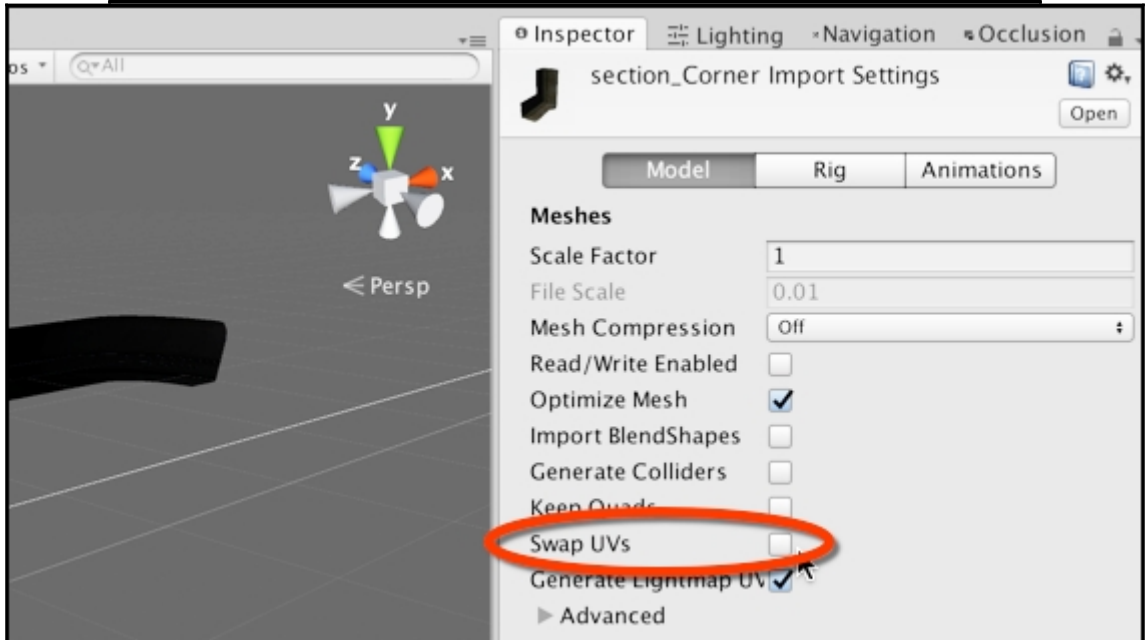 Inspector Lighting Navigation Occlusion
os All
section_Corner Import Settings
Open
y
z x
Persp
Model Rig Animations
Meshes
Scale Factor 1
File Scale 0.01
Mesh Compression Off
Read/Write Enabled
Optimize Mesh
Import BlendShapes
Generate Colliders
Keep Quads
Swap UVs
Generate Lightmap UV
Advanced